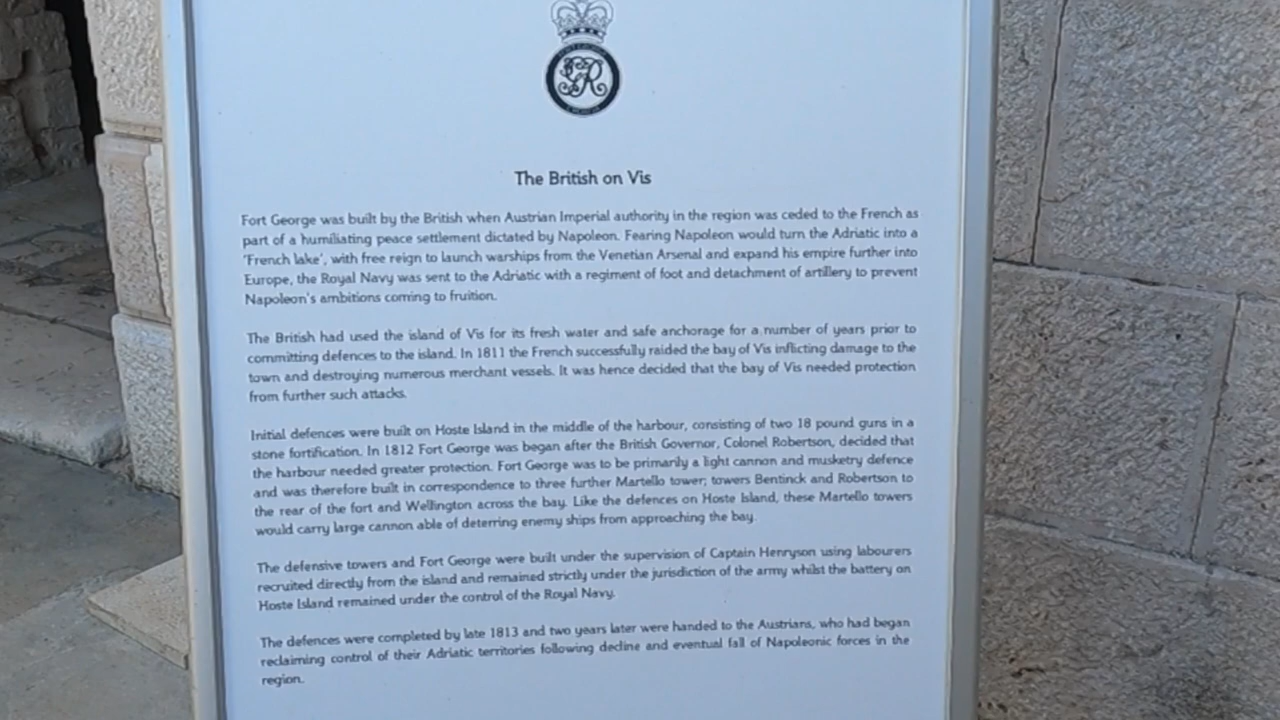 GR
The British on Vis
Fort George was built by the British when Austrian Imperial authority in the region was ceded to the French as
part of a humiliating peace settlement dictated by Napoleon. Fearing Napoleon would turn the Adriatic into a
'French lake', with free reign to launch warships from the Venetian Arsenal and expand his empire further into
Europe, the Royal Navy was sent to the Adriatic with a regiment of foot and detachment of artillery to prevent
Napoleon's ambitions coming to fruition.
The British had used the island of Vis for its fresh water and safe anchorage for a number of years prior to
committing defences to the island. In 1811 the French successfully raided the bay of Vis inflicting damage to the
town and destroying numerous merchant vessels. It was hence decided that the bay of Vis needed protection
from further such attacks.
Initial defences were built on Hoste Island in the middle of the harbour, consisting of two 18 pound guns in a
stone fortification. In 1812 Fort George was began after the British Governor, Colonel Robertson, decided that
the harbour needed greater protection. Fort George was to be primarily a light cannon and musketry defence
and was therefore built in correspondence to three further Martello tower; towers Bentinck and Robertson to
the rear of the fort and Wellington across the bay. Like the defences on Hoste Island, these Martello towers
would carry large cannon able of deterring enemy ships from approaching the bay.
The defensive towers and Fort George were built under the supervision of Captain Henryson using labourers
recruited directly from the island and remained strictly under the jurisdiction of the army whilst the battery on
Hoste Island remained under the control of the Royal Navy.
The defences were completed by late 1813 and two years later were handed to the Austrians, who had began
reclaiming control of their Adriatic territories following decline and eventual fall of Napoleonic forces in the
region.